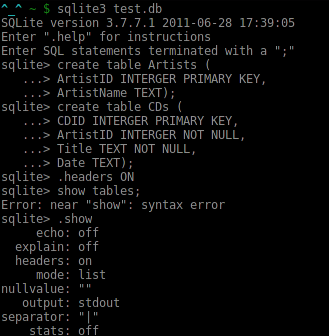 ^_^ ~ $ sqlite3 test.db
SQLite version 3.7.7.1 2011-06-28 17:39:05
Enter ".help" for instructions
Enter SQL statements terminated with a ";"
sqlite> create table Artists (
   ...> ArtistID INTERGER PRIMARY KEY,
   ...> ArtistName TEXT);
sqlite> create table CDs (
   ...> CDID INTERGER PRIMARY KEY,
   ...> ArtistID INTERGER NOT NULL,
   ...> Title TEXT NOT NULL,
   ...> Date TEXT);
sqlite> .headers ON
sqlite> show tables;
Error: near "show": syntax error
sqlite> .show
     echo: off
  explain: off
  headers: on
     mode: list
nullvalue: ""
   output: stdout
separator: "|"
    stats: off